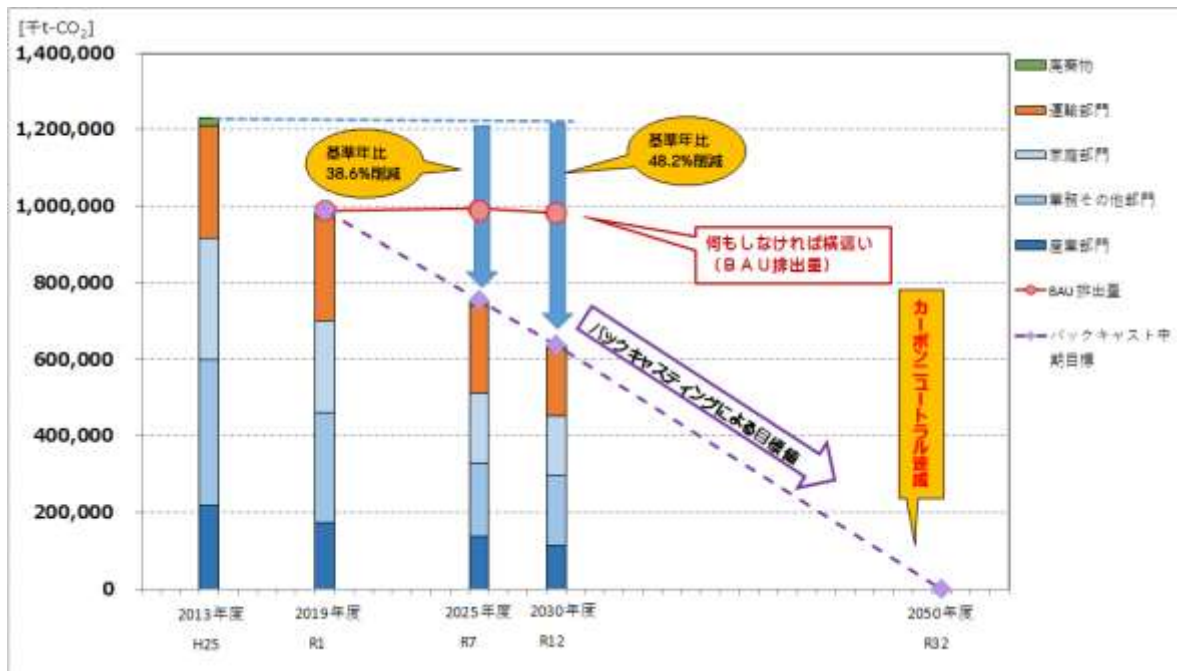 [千t-CO2]
1,400,000
1,200,000
1,000,000
800,000
600,000
400,000
200,000
0
基準年比
38.6%削減
基準年比
48.2%削減
何もしなければ横這い
(BAU排出量)
バックキャスティングによる目標値
カーボンニュートラル達成
2013年度
H25
2019年度
R1
2025年度
R7
2030年度
R12
2050年度
R32
廃棄物
運輸部門
家庭部門
業務その他部門
産業部門
BAU排出量
バックキャスト中
期目標